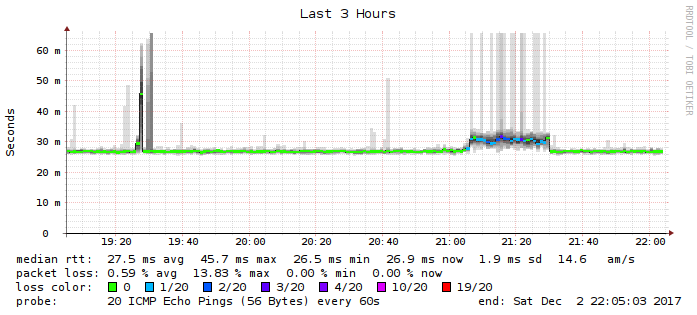 Last 3 Hours
RRDTOOL / TOBI OETIKER
Seconds
60 m
50 m
40 m
30 m
20 m
10 m
0
19:20 19:40 20:00 20:20 20:40 21:00 21:20 21:40 22:00
median rtt: 27.5 ms avg 45.7 ms max 26.5 ms min 26.9 ms now 1.9 ms sd 14.6 am/s
packet loss: 0.59 % avg 13.83 % max 0.00 % min 0.00 % now
loss color: 0 1/20 2/20 3/20 4/20 10/20 19/20
probe: 20 ICMP Echo Pings (56 Bytes) every 60s end: Sat Dec 2 22:05:03 2017